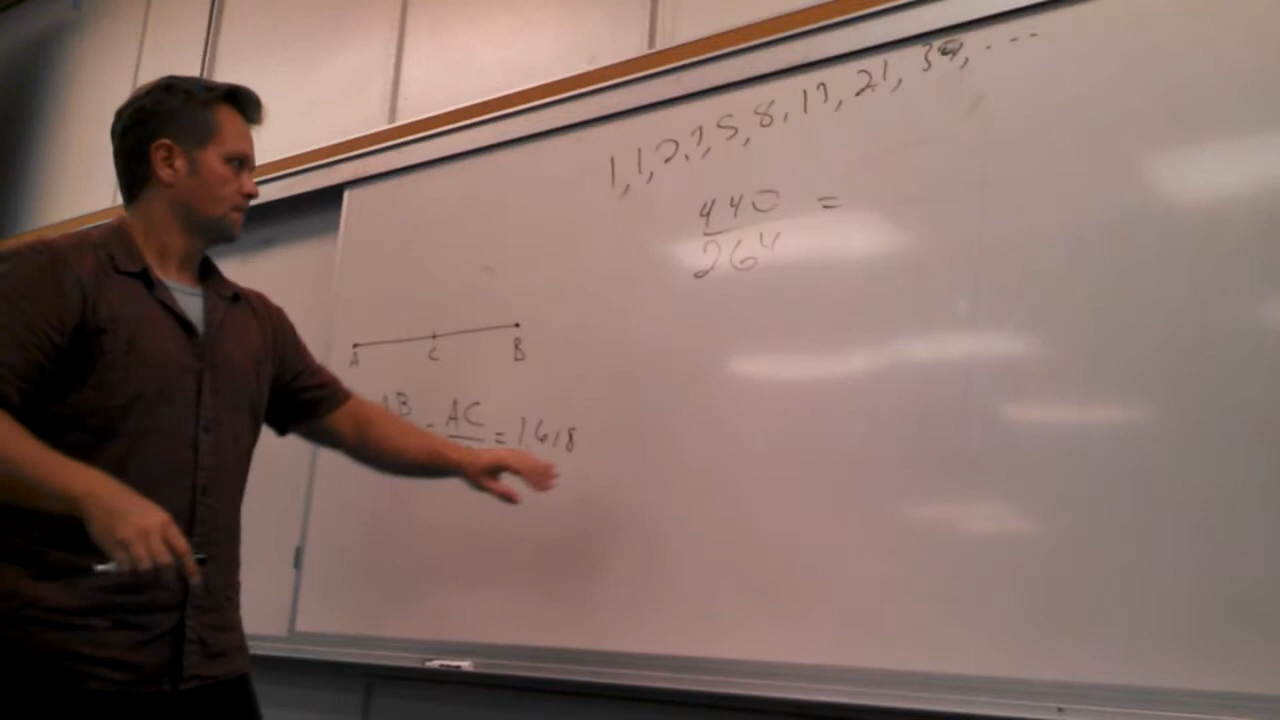 1, 1, 2, 3, 5, 8, 13, 21, 34, ...
440 =
264
A C B
AB = AC = 1.618